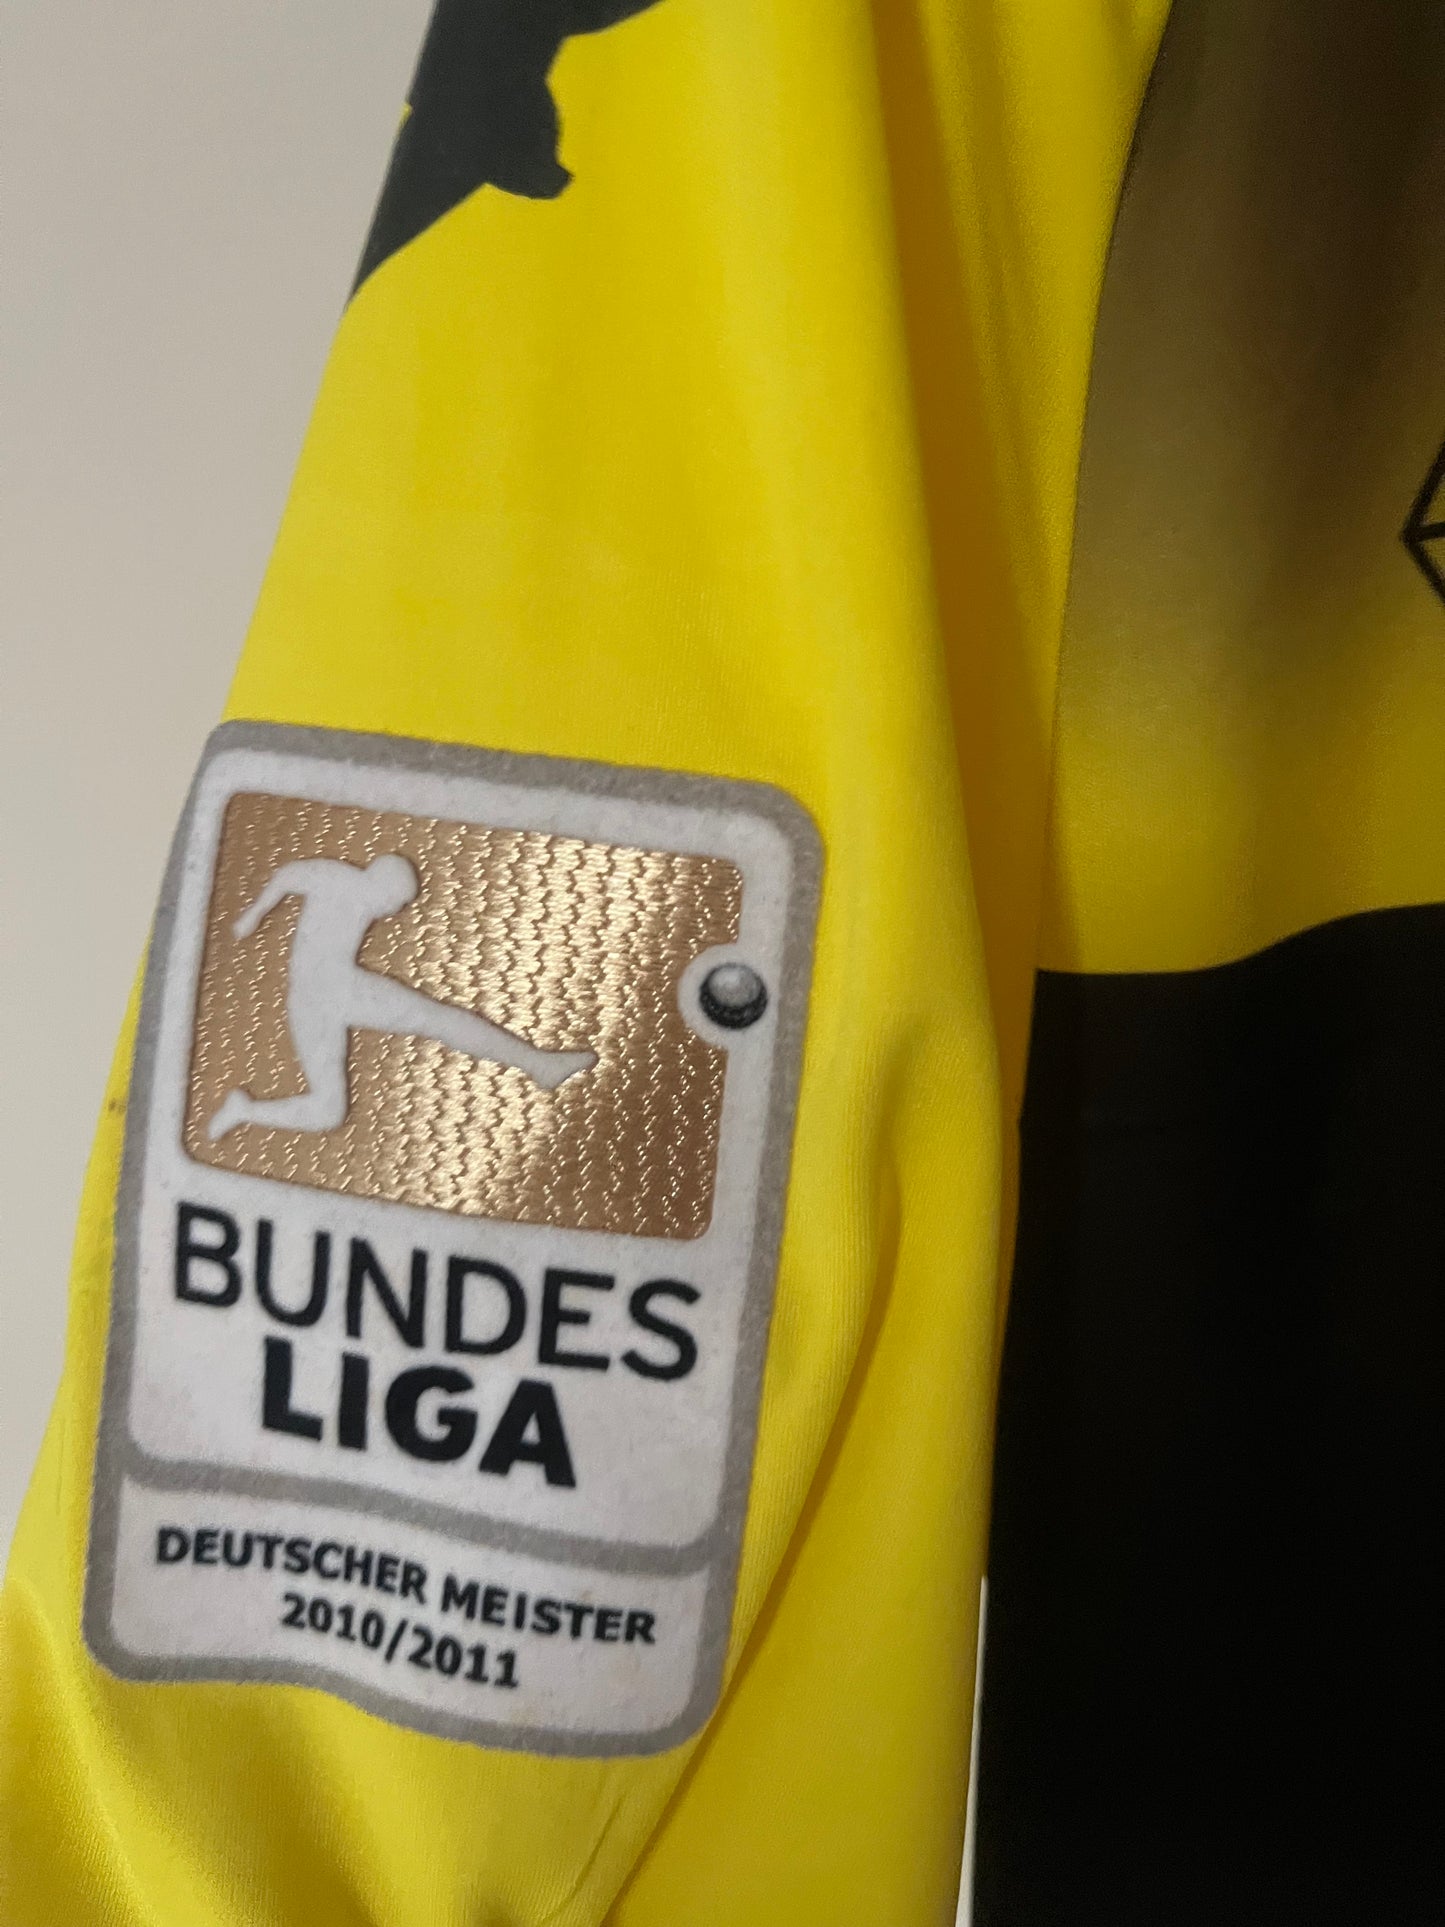 BUNDES
LIGA
DEUTSCHER MEISTER
2010/2011